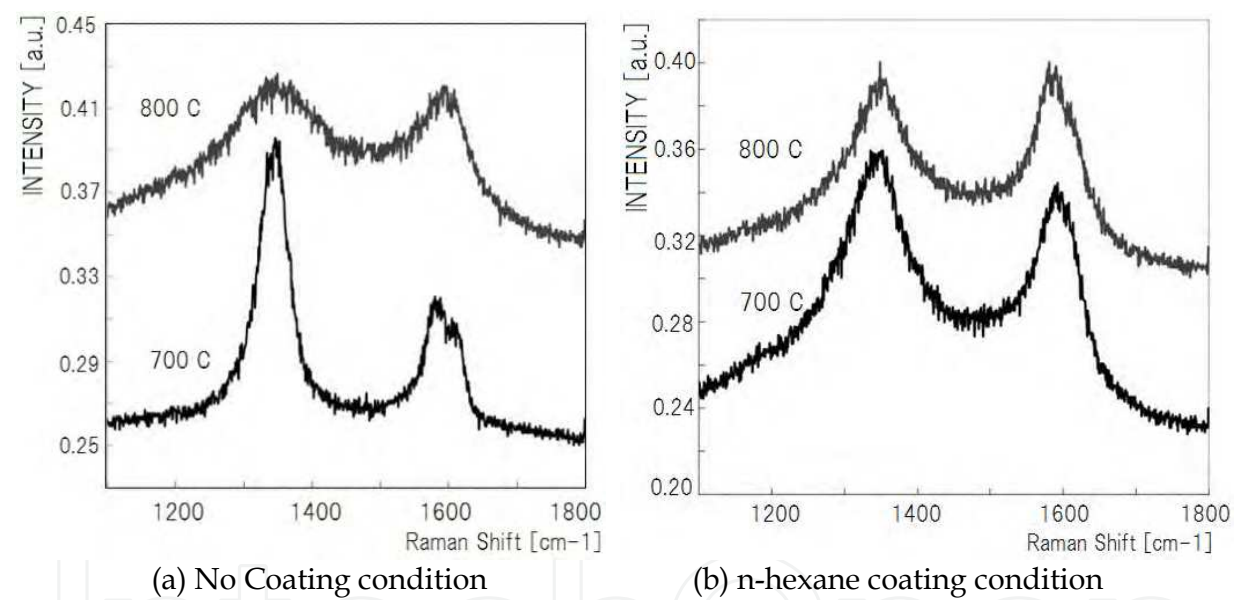 INTENSITY [a.u.]
0.45
0.41
0.37
0.33
0.29
0.25
800 C
700 C
1200 1400 1600 1800
Raman Shift [cm-1]
(a) No Coating condition
INTENSITY [a.u.]
0.40
0.36
0.32
0.28
0.24
0.20
800 C
700 C
1200 1400 1600 1800
Raman Shift [cm-1]
(b) n-hexane coating condition